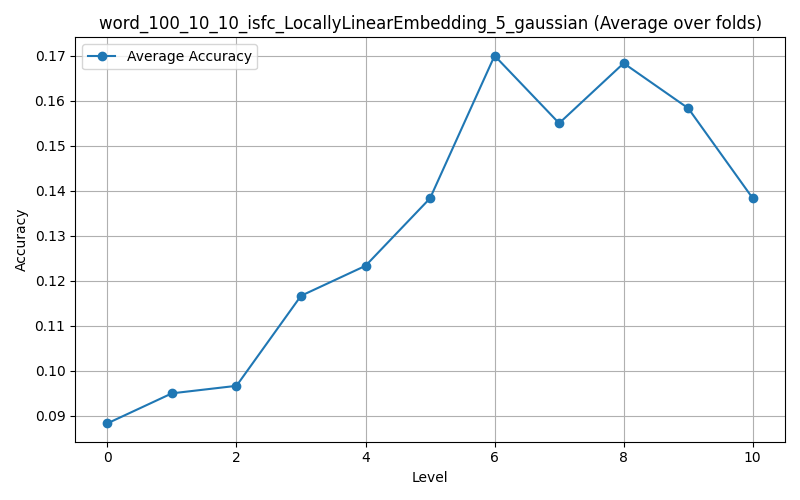 word_100_10_10_isfc_LocallyLinearEmbedding_5_gaussian (Average over folds)
Average Accuracy
0.17
0.16
0.15
0.14
0.13
0.12
0.11
0.10
0.09
Accuracy
0 2 4 6 8 10
Level